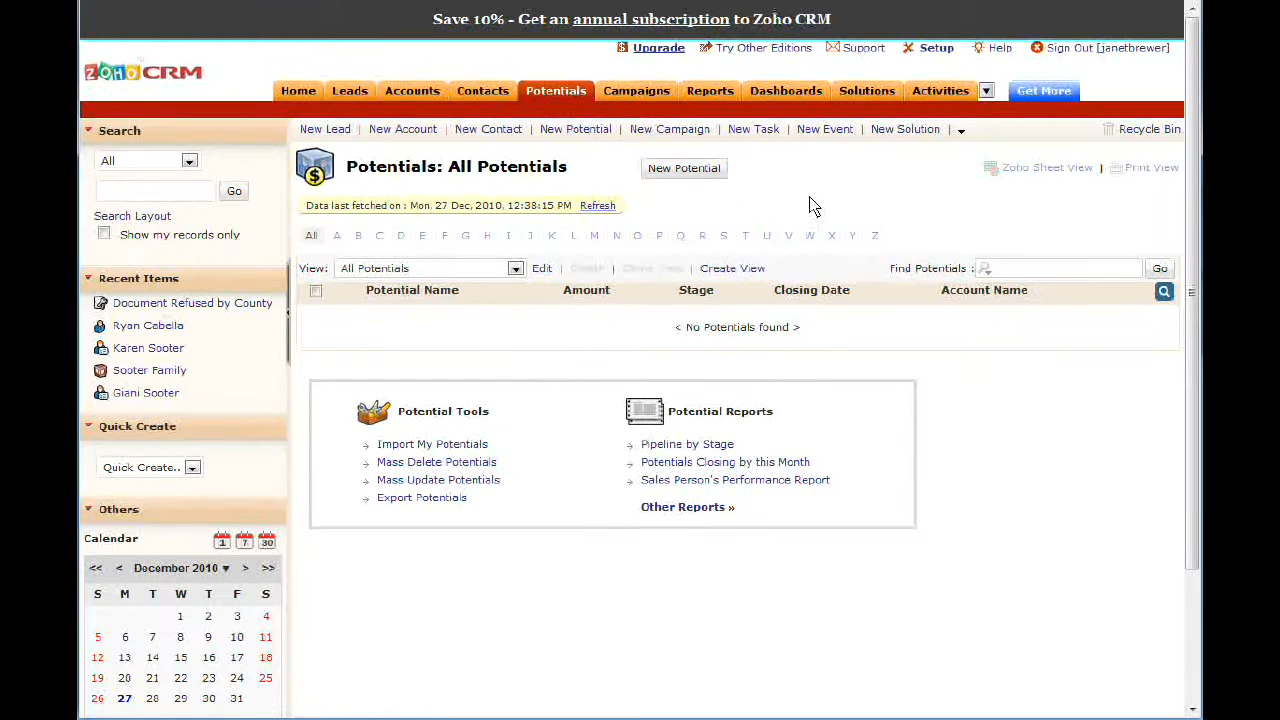 Save 10% - Get an annual subscription to Zoho CRM
Upgrade Try Other Editions Support Setup Help Sign Out [janetbrewer]
ZOHO CRM
Home Leads Accounts Contacts Potentials Campaigns Reports Dashboards Solutions Activities Get More
New Lead | New Account | New Contact | New Potential | New Campaign | New Task | New Event | New Solution | Recycle Bin
Search
All
Go
Search Layout
Show my records only
Recent Items
Document Refused by County
Ryan Cabella
Karen Sooter
Sooter Family
Giani Sooter
Quick Create
Quick Create..
Others
Calendar 1 7 30
<< < December 2010 > >>
S M T W T F S
1 2 3 4
5 6 7 8 9 10 11
12 13 14 15 16 17 18
19 20 21 22 23 24 25
26 27 28 29 30 31
Potentials: All Potentials New Potential Zoho Sheet View | Print View
Data last fetched on : Mon, 27 Dec, 2010, 12:38:15 PM Refresh
All A B C D E F G H I J K L M N O P Q R S T U V W X Y Z
View: All Potentials Edit | | | Create View Find Potentials : Go
Potential Name Amount Stage Closing Date Account Name
< No Potentials found >
Potential Tools
Import My Potentials
Mass Delete Potentials
Mass Update Potentials
Export Potentials
Potential Reports
Pipeline by Stage
Potentials Closing by this Month
Sales Person's Performance Report
Other Reports »